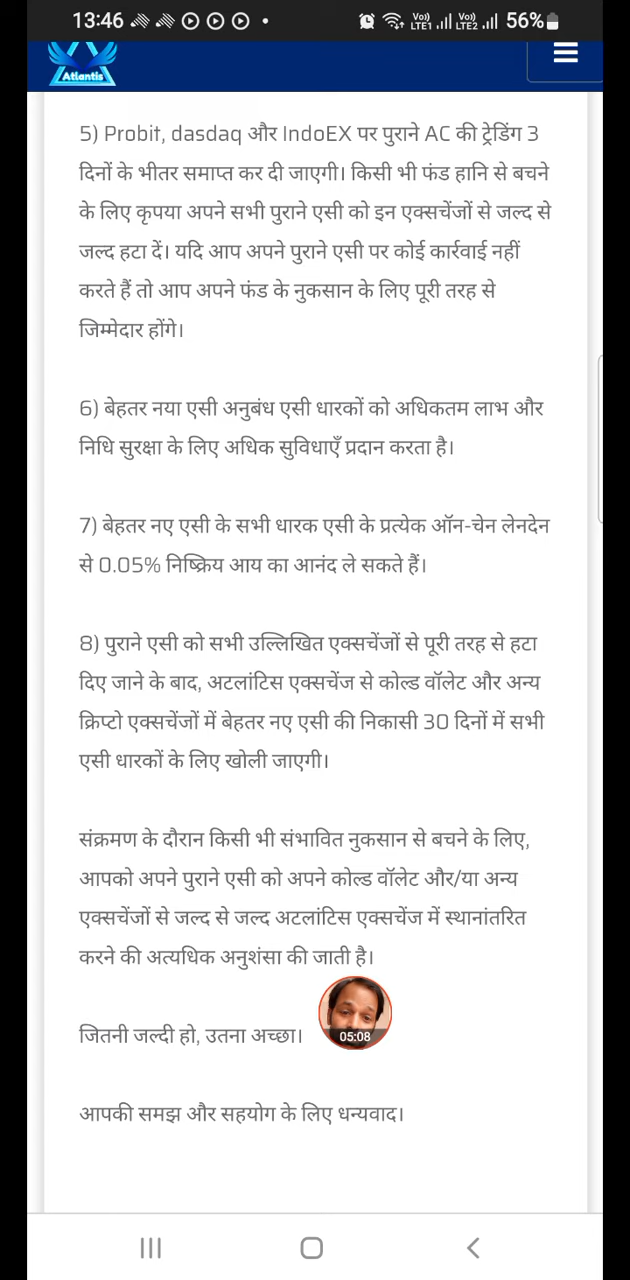 13:46
Vo) LTE1
Vo) LTE2
56%
Atlantis
5) Probit, dasdaq और IndoEX पर पुराने AC की ट्रेडिंग 3
दिनों के भीतर समाप्त कर दी जाएगी। किसी भी फंड हानि से बचने
के लिए कृपया अपने सभी पुराने एसी को इन एक्सचेंजों से जल्द से
जल्द हटा दें। यदि आप अपने पुराने एसी पर कोई कार्रवाई नहीं
करते हैं तो आप अपने फंड के नुकसान के लिए पूरी तरह से
जिम्मेदार होंगे।
6) बेहतर नया एसी अनुबंध एसी धारकों को अधिकतम लाभ और
निधि सुरक्षा के लिए अधिक सुविधाएँ प्रदान करता है।
7) बेहतर नए एसी के सभी धारक एसी के प्रत्येक ऑन-चेन लेनदेन
से 0.05% निष्क्रिय आय का आनंद ले सकते हैं।
8) पुराने एसी को सभी उल्लिखित एक्सचेंजों से पूरी तरह से हटा
दिए जाने के बाद, अटलांटिस एक्सचेंज से कोल्ड वॉलेट और अन्य
क्रिप्टो एक्सचेंजों में बेहतर नए एसी की निकासी 30 दिनों में सभी
एसी धारकों के लिए खोली जाएगी।
संक्रमण के दौरान किसी भी संभावित नुकसान से बचने के लिए,
आपको अपने पुराने एसी को अपने कोल्ड वॉलेट और/या अन्य
एक्सचेंजों से जल्द से जल्द अटलांटिस एक्सचेंज में स्थानांतरित
करने की अत्यधिक अनुशंसा की जाती है।
जितनी जल्दी हो, उतना अच्छा।
05:08
आपकी समझ और सहयोग के लिए धन्यवाद।